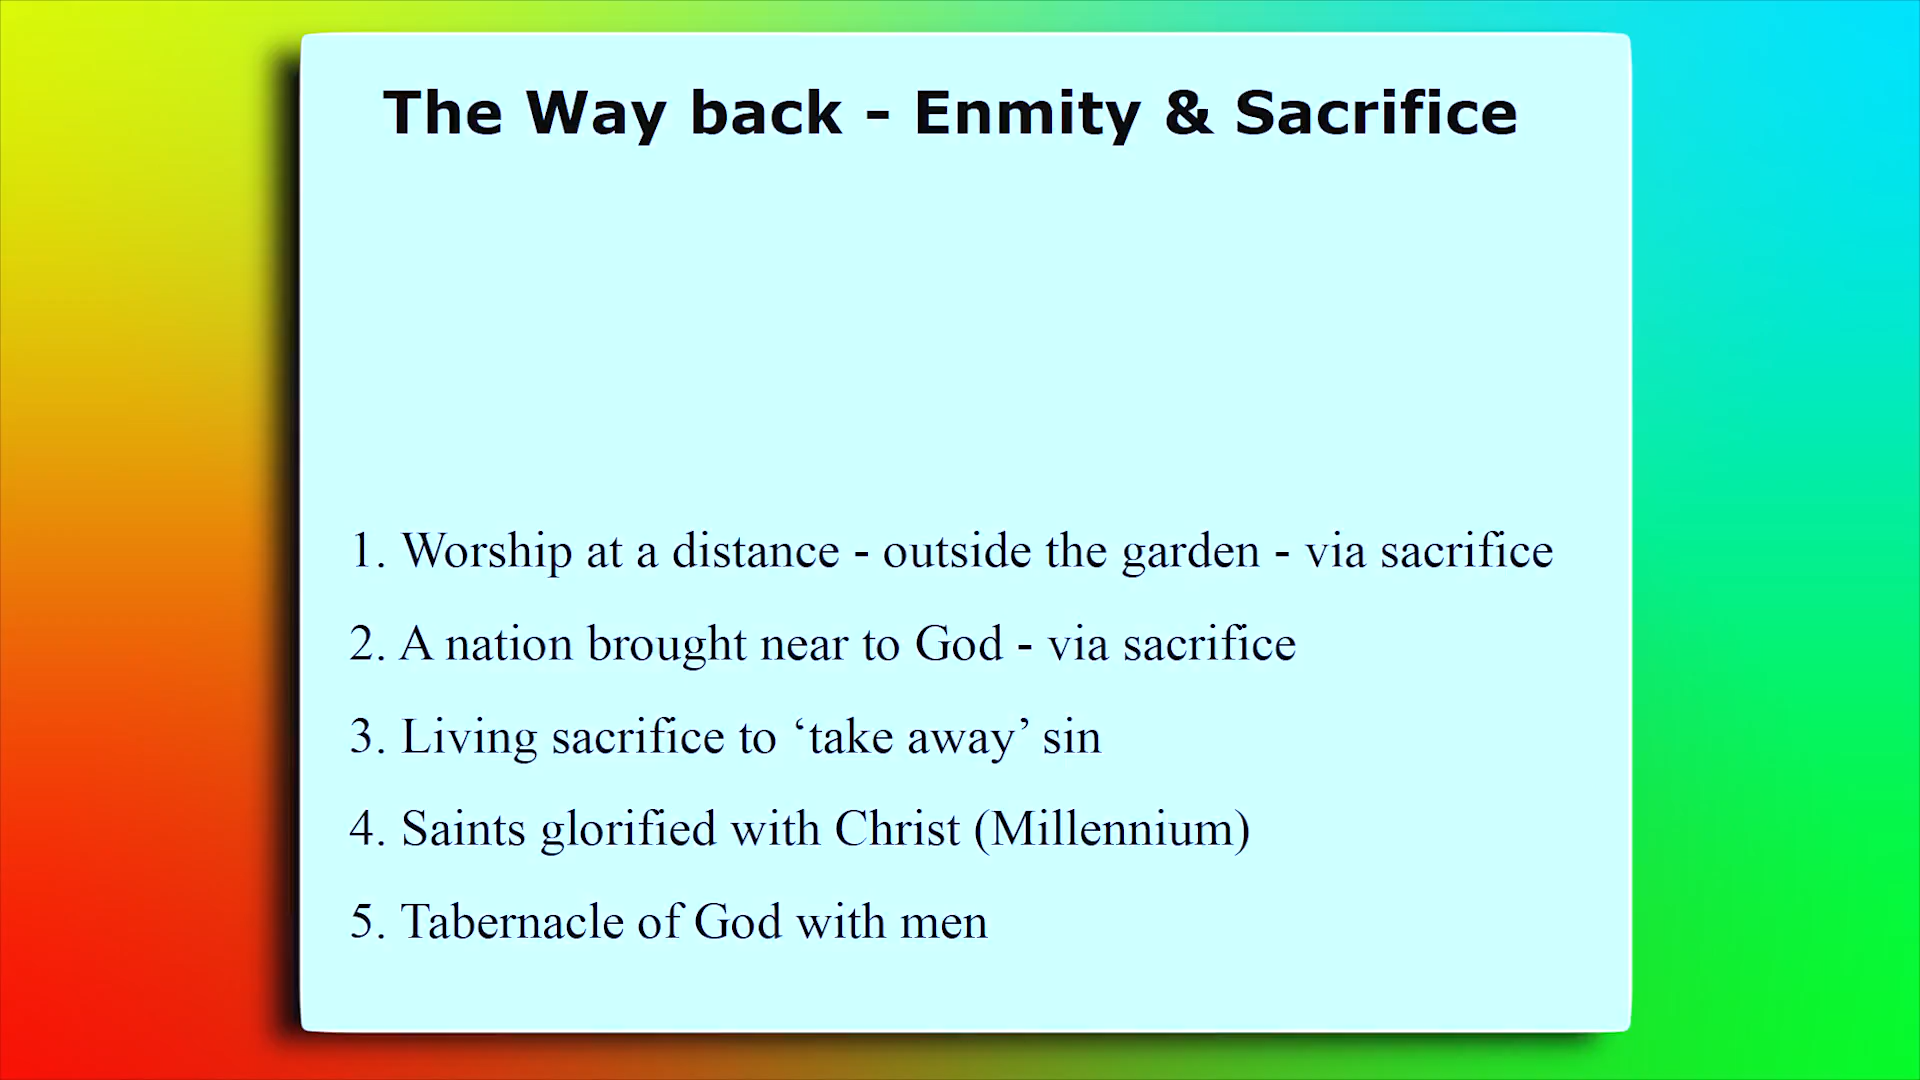 The Way back - Enmity & Sacrifice
1. Worship at a distance - outside the garden - via sacrifice
2. A nation brought near to God - via sacrifice
3. Living sacrifice to ‘take away’ sin
4. Saints glorified with Christ (Millennium)
5. Tabernacle of God with men